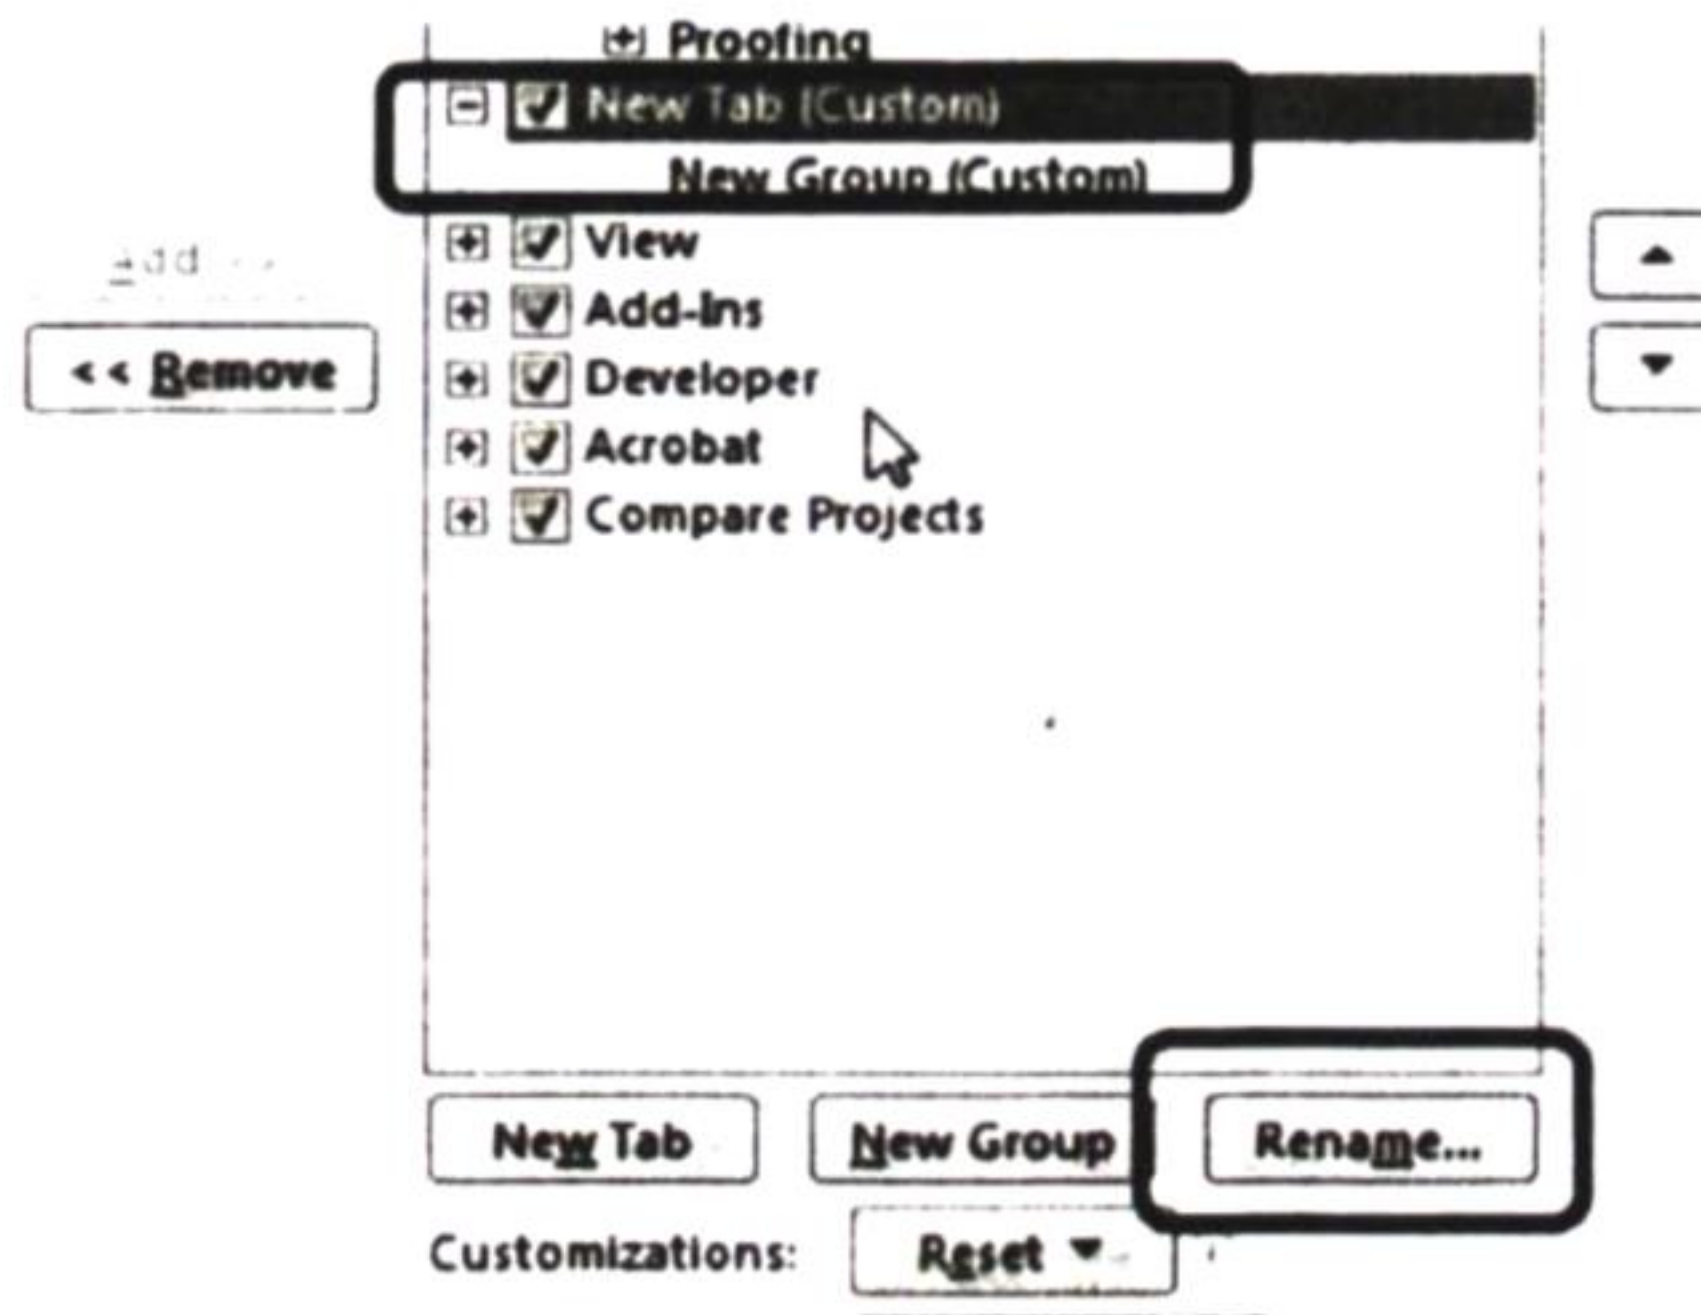 Proofing
New Tab (Custom)
New Group (Custom)
View
Add-Ins
Developer
Acrobat
Compare Projects
Add >>
<< Remove
New Tab
New Group
Rename...
Customizations:
Reset